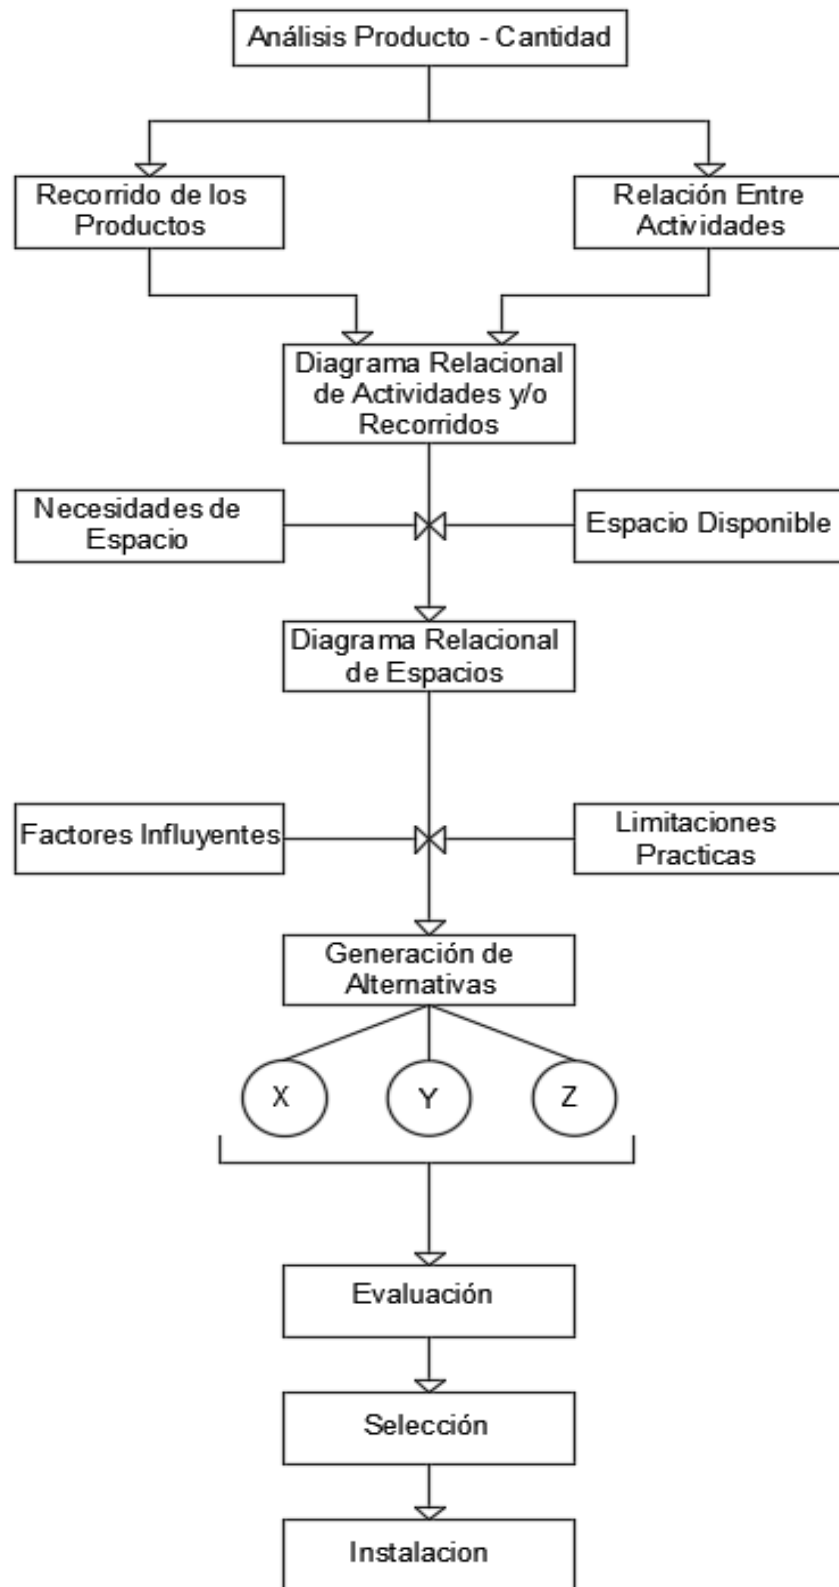 Análisis Producto - Cantidad
Recorrido de los
Productos
Relación Entre
Actividades
Diagrama Relacional
de Actividades y/o
Recorridos
Necesidades de
Espacio
Espacio Disponible
Diagrama Relacional
de Espacios
Factores Influyentes
Limitaciones
Practicas
Generación de
Alternativas
X
Y
Z
Evaluación
Selección
Instalacion